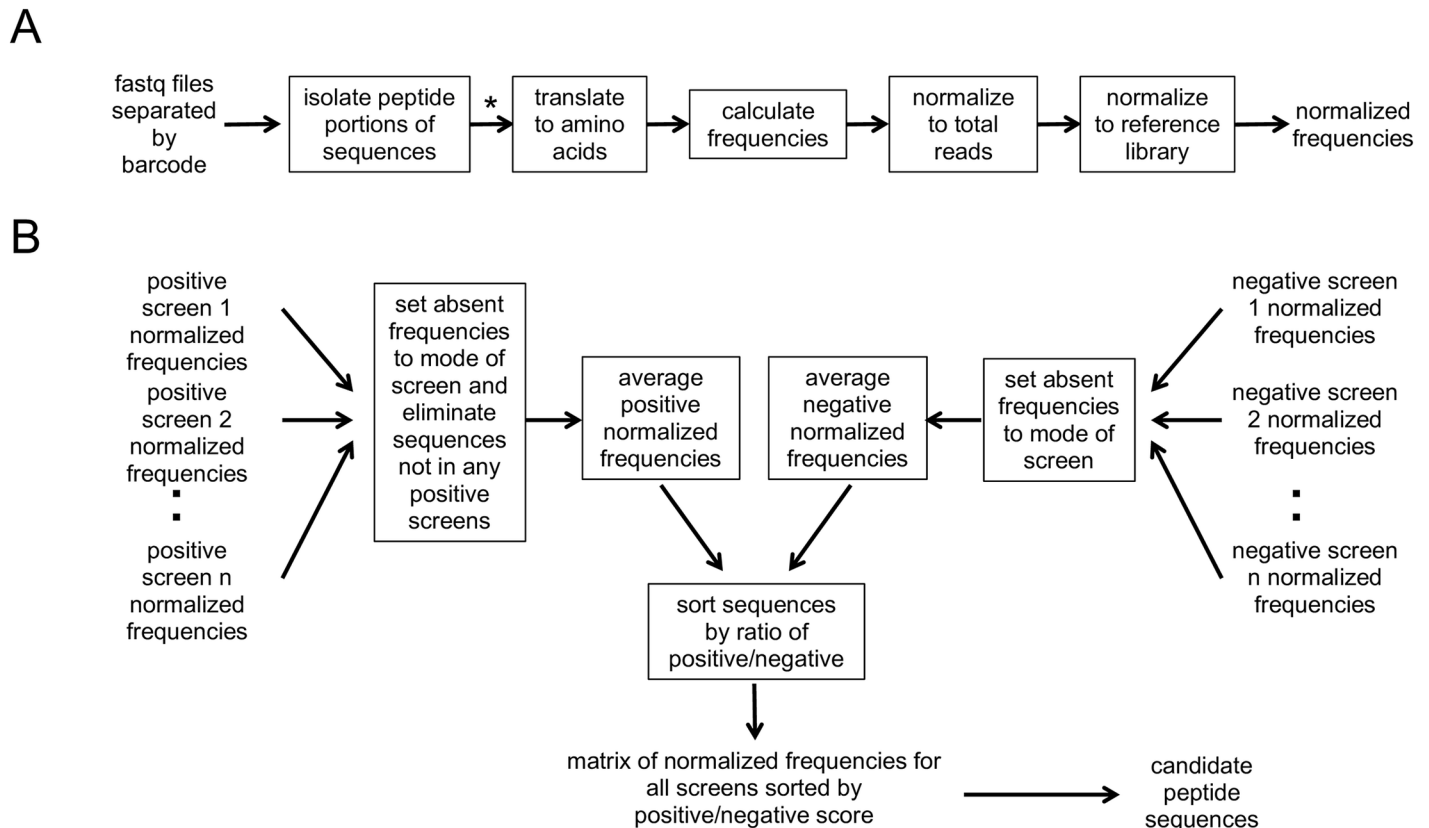 A
fastq files
separated
by
barcode
isolate peptide
portions of
sequences
*
translate
to amino
acids
calculate
frequencies
normalize
to total
reads
normalize
to reference
library
normalized
frequencies
B
positive
screen 1
normalized
frequencies
positive
screen 2
normalized
frequencies
:
positive
screen n
normalized
frequencies
set absent
frequencies
to mode of
screen and
eliminate
sequences
not in any
positive
screens
average
positive
normalized
frequencies
average
negative
normalized
frequencies
set absent
frequencies
to mode of
screen
negative screen
1 normalized
frequencies
negative screen
2 normalized
frequencies
:
negative screen
n normalized
frequencies
sort sequences
by ratio of
positive/negative
matrix of normalized frequencies for
all screens sorted by
positive/negative score
candidate
peptide
sequences